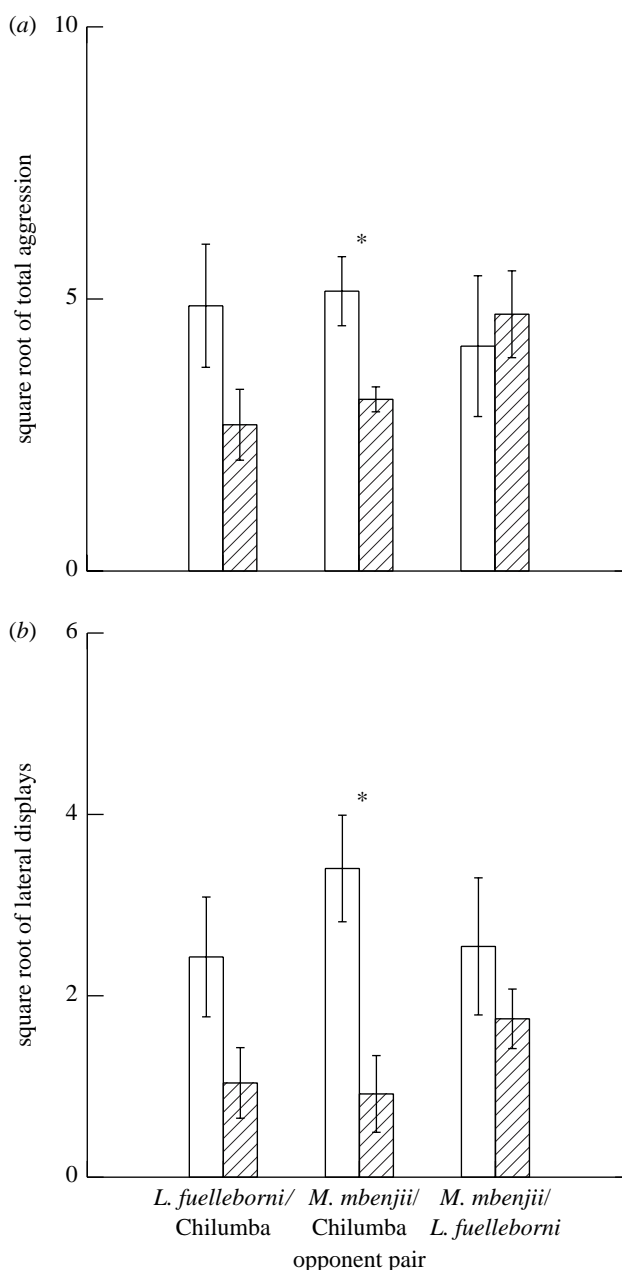 (a)
10
5
0
square root of total aggression
*
(b)
6
4
2
0
square root of lateral displays
*
L. fuelleborni/ M. mbenjii/ M. mbenjii/
Chilumba Chilumba L. fuelleborni
opponent pair